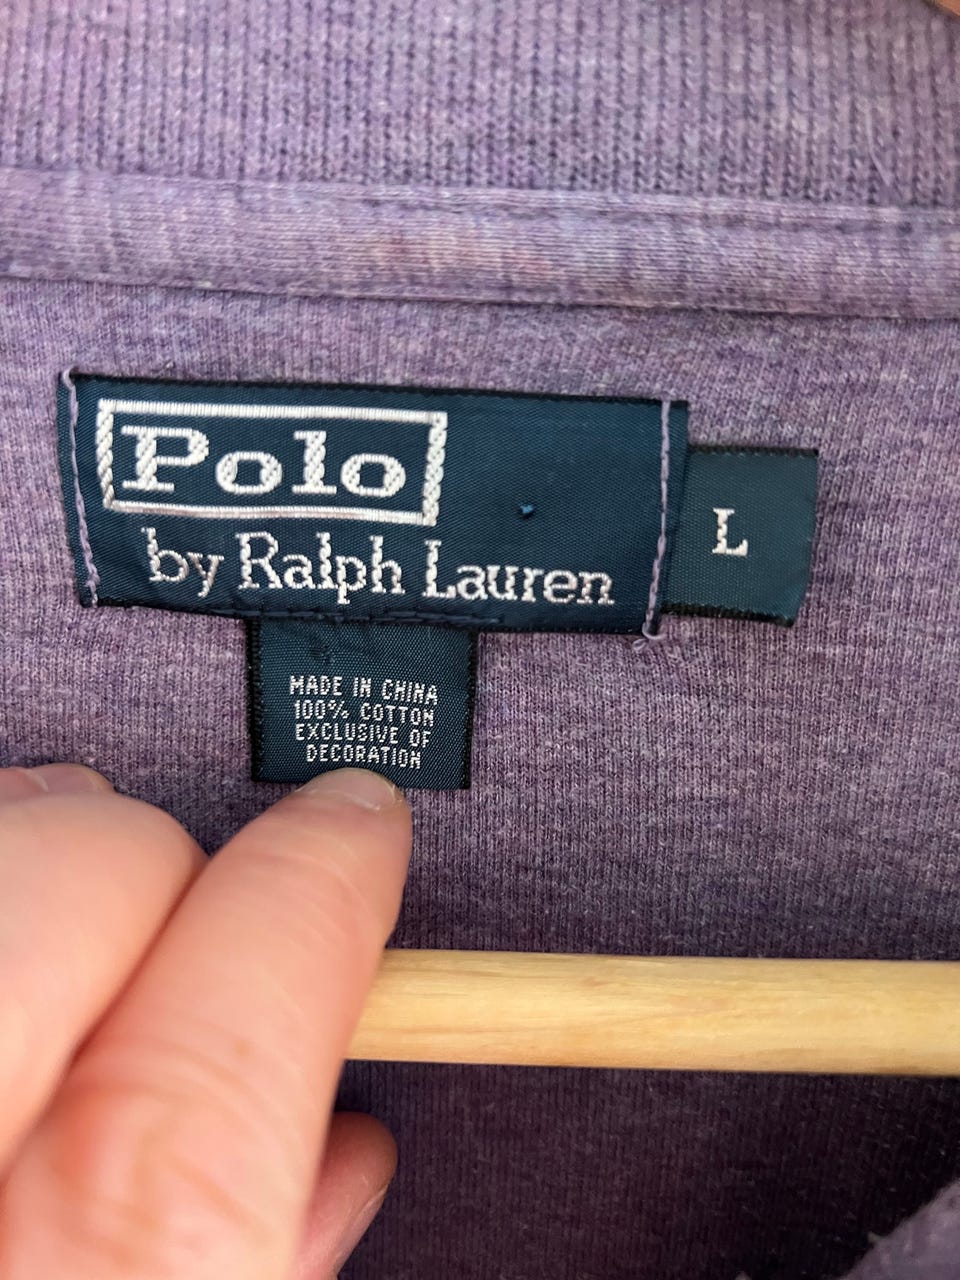 Polo
by Ralph Lauren
L
MADE IN CHINA
100% COTTON
EXCLUSIVE OF
DECORATION